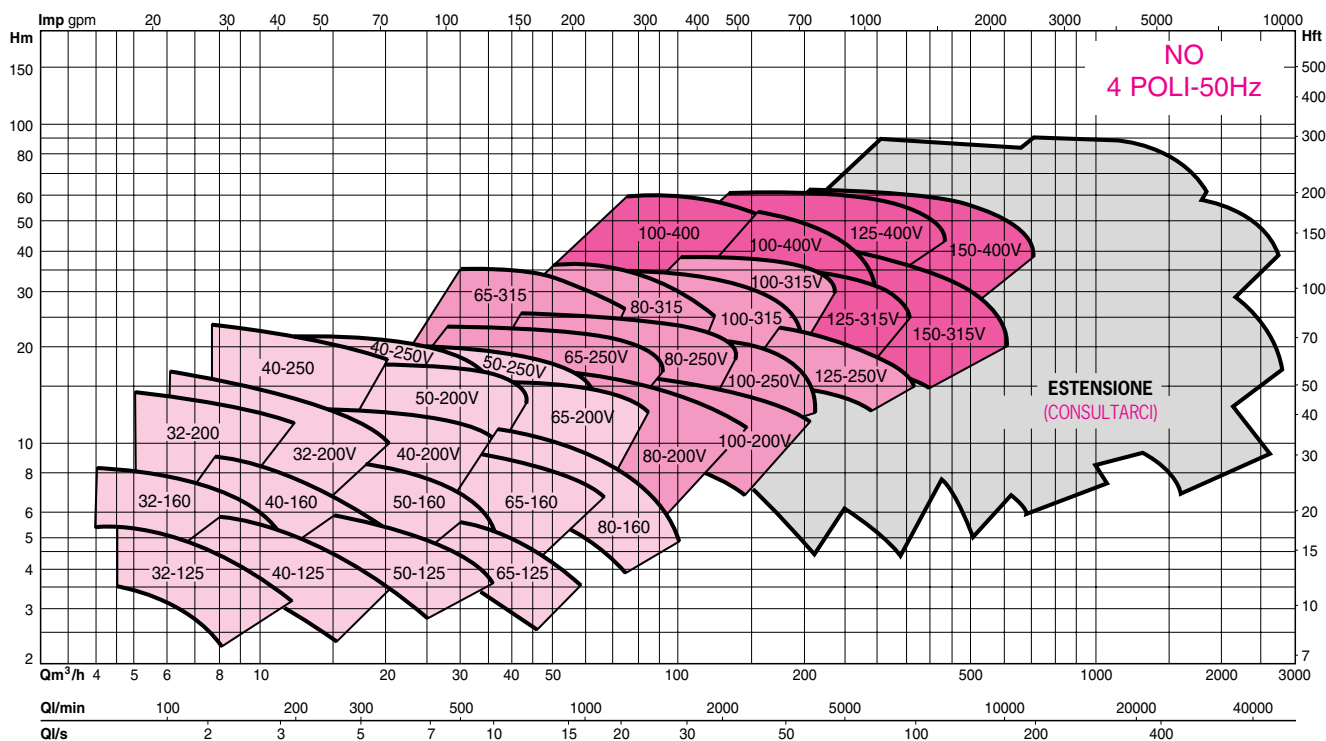 Imp gpm 20 30 40 50 70 100 150 200 300 400 500 700 1000 2000 3000 5000 10000
Hm Hft
NO
4 POLI-50Hz
150 500
400
100 300
80
60 200
50
150
40
30 100
70
20
50
40
10
30
8
6 20
5
15
4
3 10
2 7
100-400
100-400V
125-400V
150-400V
65-315
80-315
100-315
100-315V
125-315V
150-315V
40-250
40-250V
50-250V
65-250V
80-250V
100-250V
125-250V
32-200
32-200V
40-200V
50-200V
65-200V
80-200V
100-200V
32-160
40-160
50-160
65-160
80-160
32-125
40-125
50-125
65-125
ESTENSIONE
(CONSULTARCI)
Qm³/h 4 5 6 8 10 20 30 40 50 100 200 500 1000 2000 3000
Ql/min 100 200 300 500 1000 2000 5000 10000 20000 40000
Ql/s 2 3 5 7 10 15 20 30 50 100 200 400